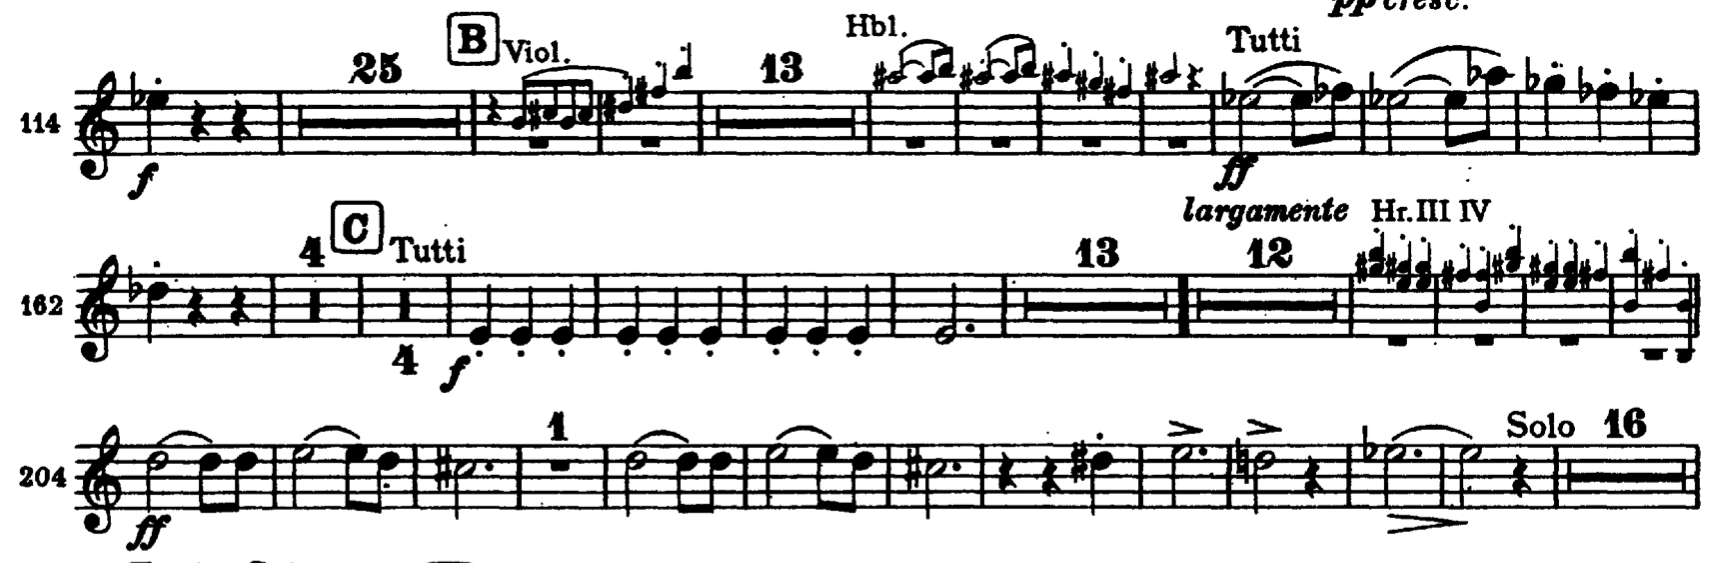 pp cresc.
25 B Viol. 13 Hbl. Tutti
114
f ff
4 C Tutti 13 largamente 12 Hr. III IV
162
4 f
1 Solo 16
204
ff